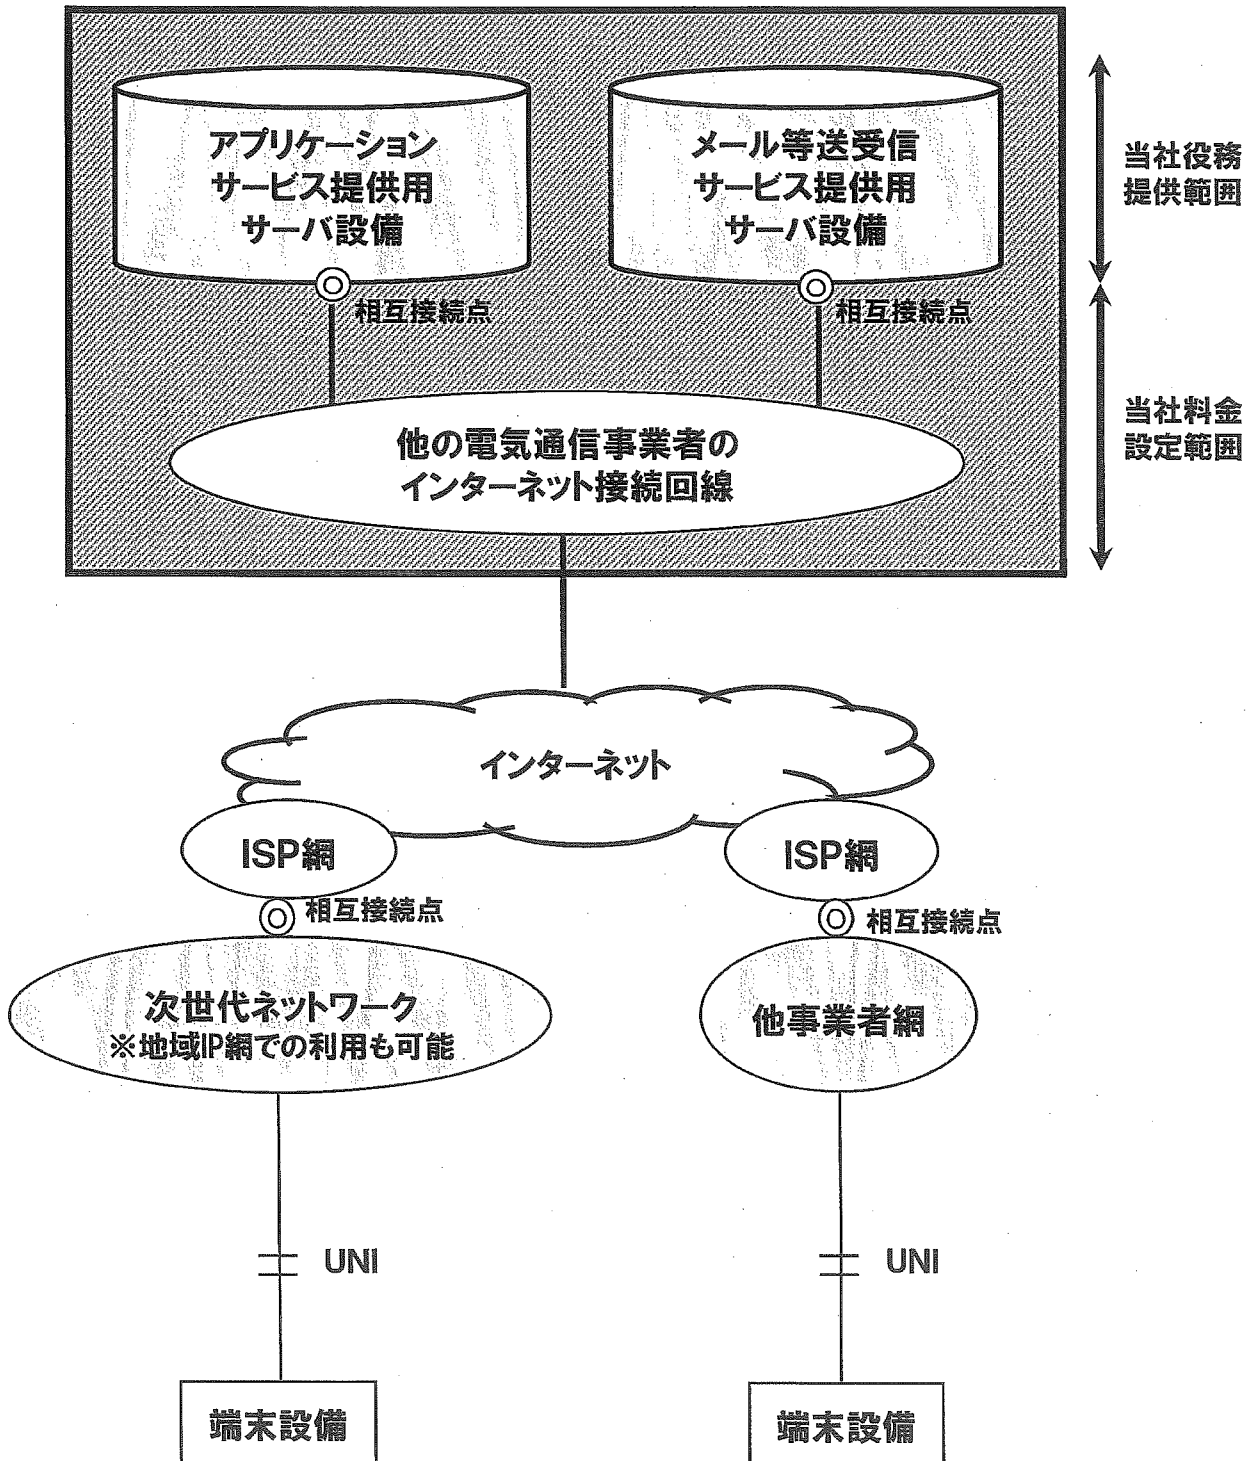 アプリケーション
サービス提供用
サーバ設備
メール等送受信
サービス提供用
サーバ設備
当社役務
提供範囲
相互接続点
相互接続点
他の電気通信事業者の
インターネット接続回線
当社料金
設定範囲
インターネット
ISP網
ISP網
相互接続点
相互接続点
次世代ネットワーク
※地域IP網での利用も可能
他事業者網
UNI
UNI
端末設備
端末設備